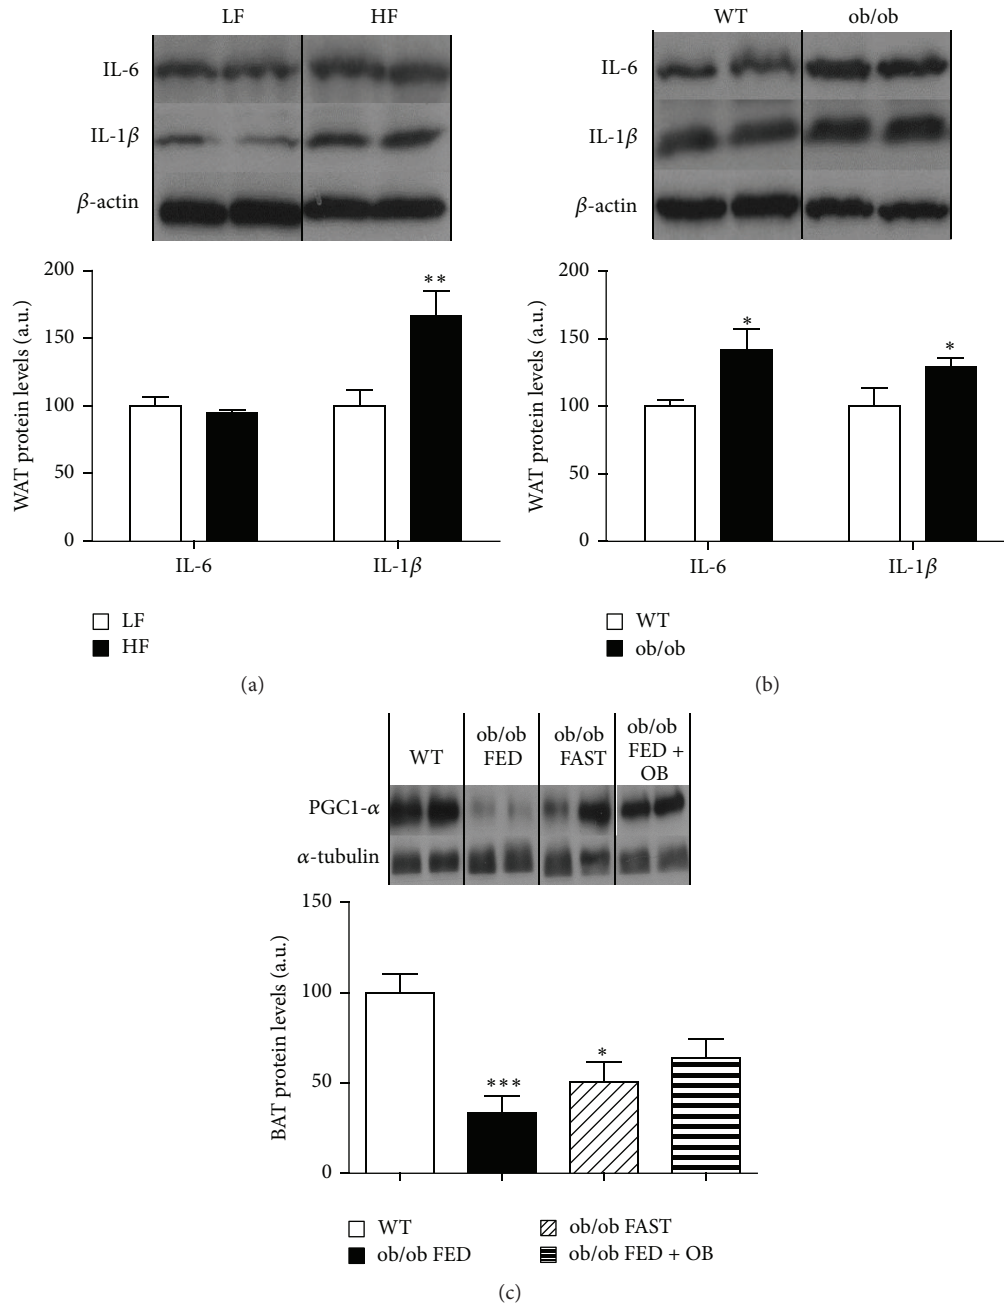 LF HF
IL-6
IL-1β
β-actin
200
150
100
50
0
WAT protein levels (a.u.)
**
IL-6 IL-1β
LF
HF
(a)
WT ob/ob
IL-6
IL-1β
β-actin
200
150
100
50
0
WAT protein levels (a.u.)
*
*
IL-6 IL-1β
WT
ob/ob
(b)
WT
ob/ob
FED
ob/ob
FAST
ob/ob
FED +
OB
PGC1-α
α-tubulin
150
100
50
0
BAT protein levels (a.u.)
***
*
WT
ob/ob FED
ob/ob FAST
ob/ob FED + OB
(c)